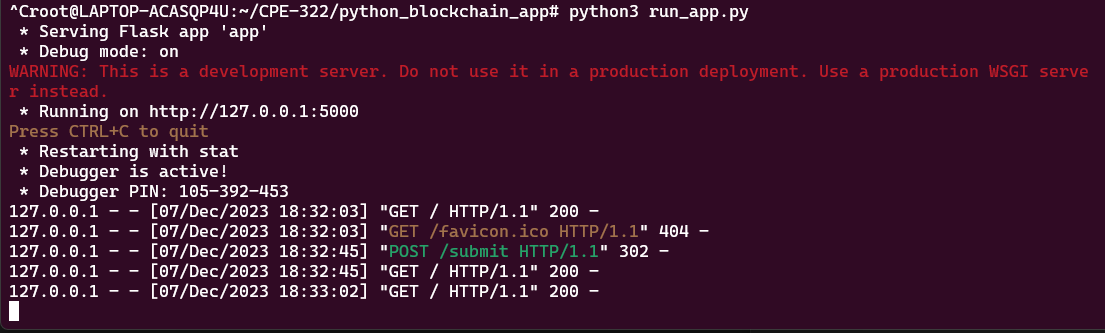 ^Croot@LAPTOP-ACASQP4U:~/CPE-322/python_blockchain_app# python3 run_app.py
 * Serving Flask app 'app'
 * Debug mode: on
WARNING: This is a development server. Do not use it in a production deployment. Use a production WSGI serve
r instead.
 * Running on http://127.0.0.1:5000
Press CTRL+C to quit
 * Restarting with stat
 * Debugger is active!
 * Debugger PIN: 105-392-453
127.0.0.1 - - [07/Dec/2023 18:32:03] "GET / HTTP/1.1" 200 -
127.0.0.1 - - [07/Dec/2023 18:32:03] "GET /favicon.ico HTTP/1.1" 404 -
127.0.0.1 - - [07/Dec/2023 18:32:45] "POST /submit HTTP/1.1" 302 -
127.0.0.1 - - [07/Dec/2023 18:32:45] "GET / HTTP/1.1" 200 -
127.0.0.1 - - [07/Dec/2023 18:33:02] "GET / HTTP/1.1" 200 -